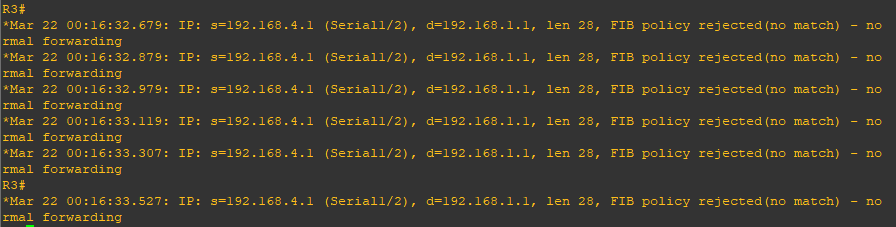 R3#
*Mar 22 00:16:32.679: IP: s=192.168.4.1 (Serial1/2), d=192.168.1.1, len 28, FIB policy rejected(no match) - no
rmal forwarding
*Mar 22 00:16:32.879: IP: s=192.168.4.1 (Serial1/2), d=192.168.1.1, len 28, FIB policy rejected(no match) - no
rmal forwarding
*Mar 22 00:16:32.979: IP: s=192.168.4.1 (Serial1/2), d=192.168.1.1, len 28, FIB policy rejected(no match) - no
rmal forwarding
*Mar 22 00:16:33.119: IP: s=192.168.4.1 (Serial1/2), d=192.168.1.1, len 28, FIB policy rejected(no match) - no
rmal forwarding
*Mar 22 00:16:33.307: IP: s=192.168.4.1 (Serial1/2), d=192.168.1.1, len 28, FIB policy rejected(no match) - no
rmal forwarding
R3#
*Mar 22 00:16:33.527: IP: s=192.168.4.1 (Serial1/2), d=192.168.1.1, len 28, FIB policy rejected(no match) - no
rmal forwarding